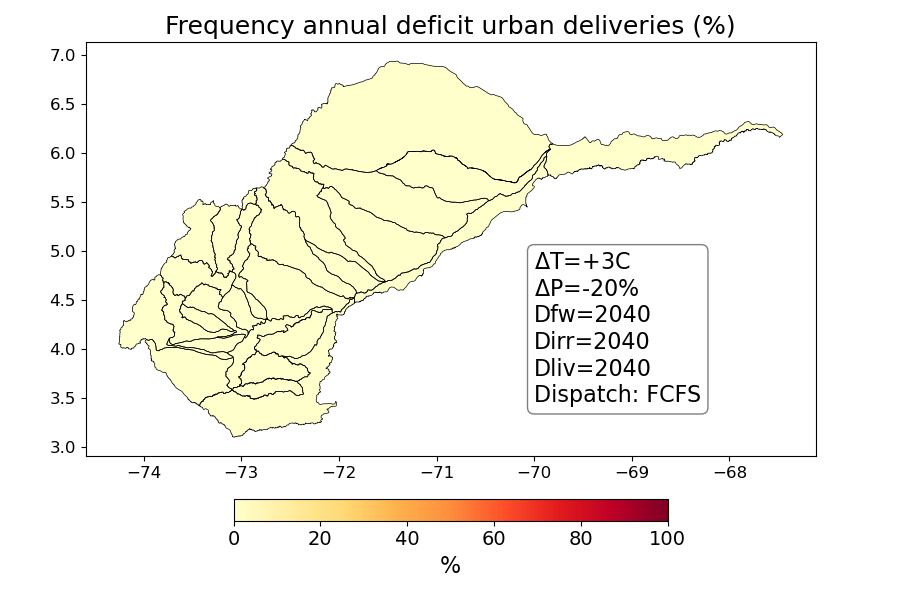 Frequency annual deficit urban deliveries (%)
7.0
6.5
6.0
5.5
5.0
4.5
4.0
3.5
3.0
ΔT=+3C
ΔP=-20%
Dfw=2040
Dirr=2040
Dliv=2040
Dispatch: FCFS
−74 −73 −72 −71 −70 −69 −68
0 20 40 60 80 100
%